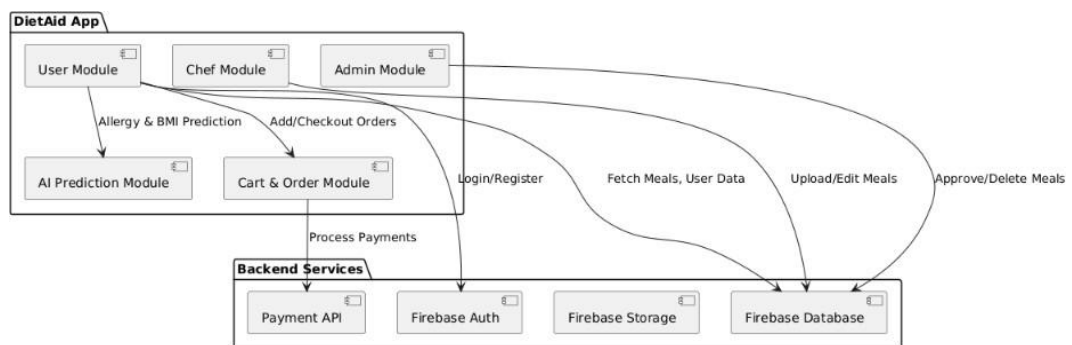 DietAid App
User Module
Chef Module
Admin Module
Allergy & BMI Prediction
Add/Checkout Orders
AI Prediction Module
Cart & Order Module
Login/Register
Fetch Meals, User Data
Upload/Edit Meals
Approve/Delete Meals
Process Payments
Backend Services
Payment API
Firebase Auth
Firebase Storage
Firebase Database